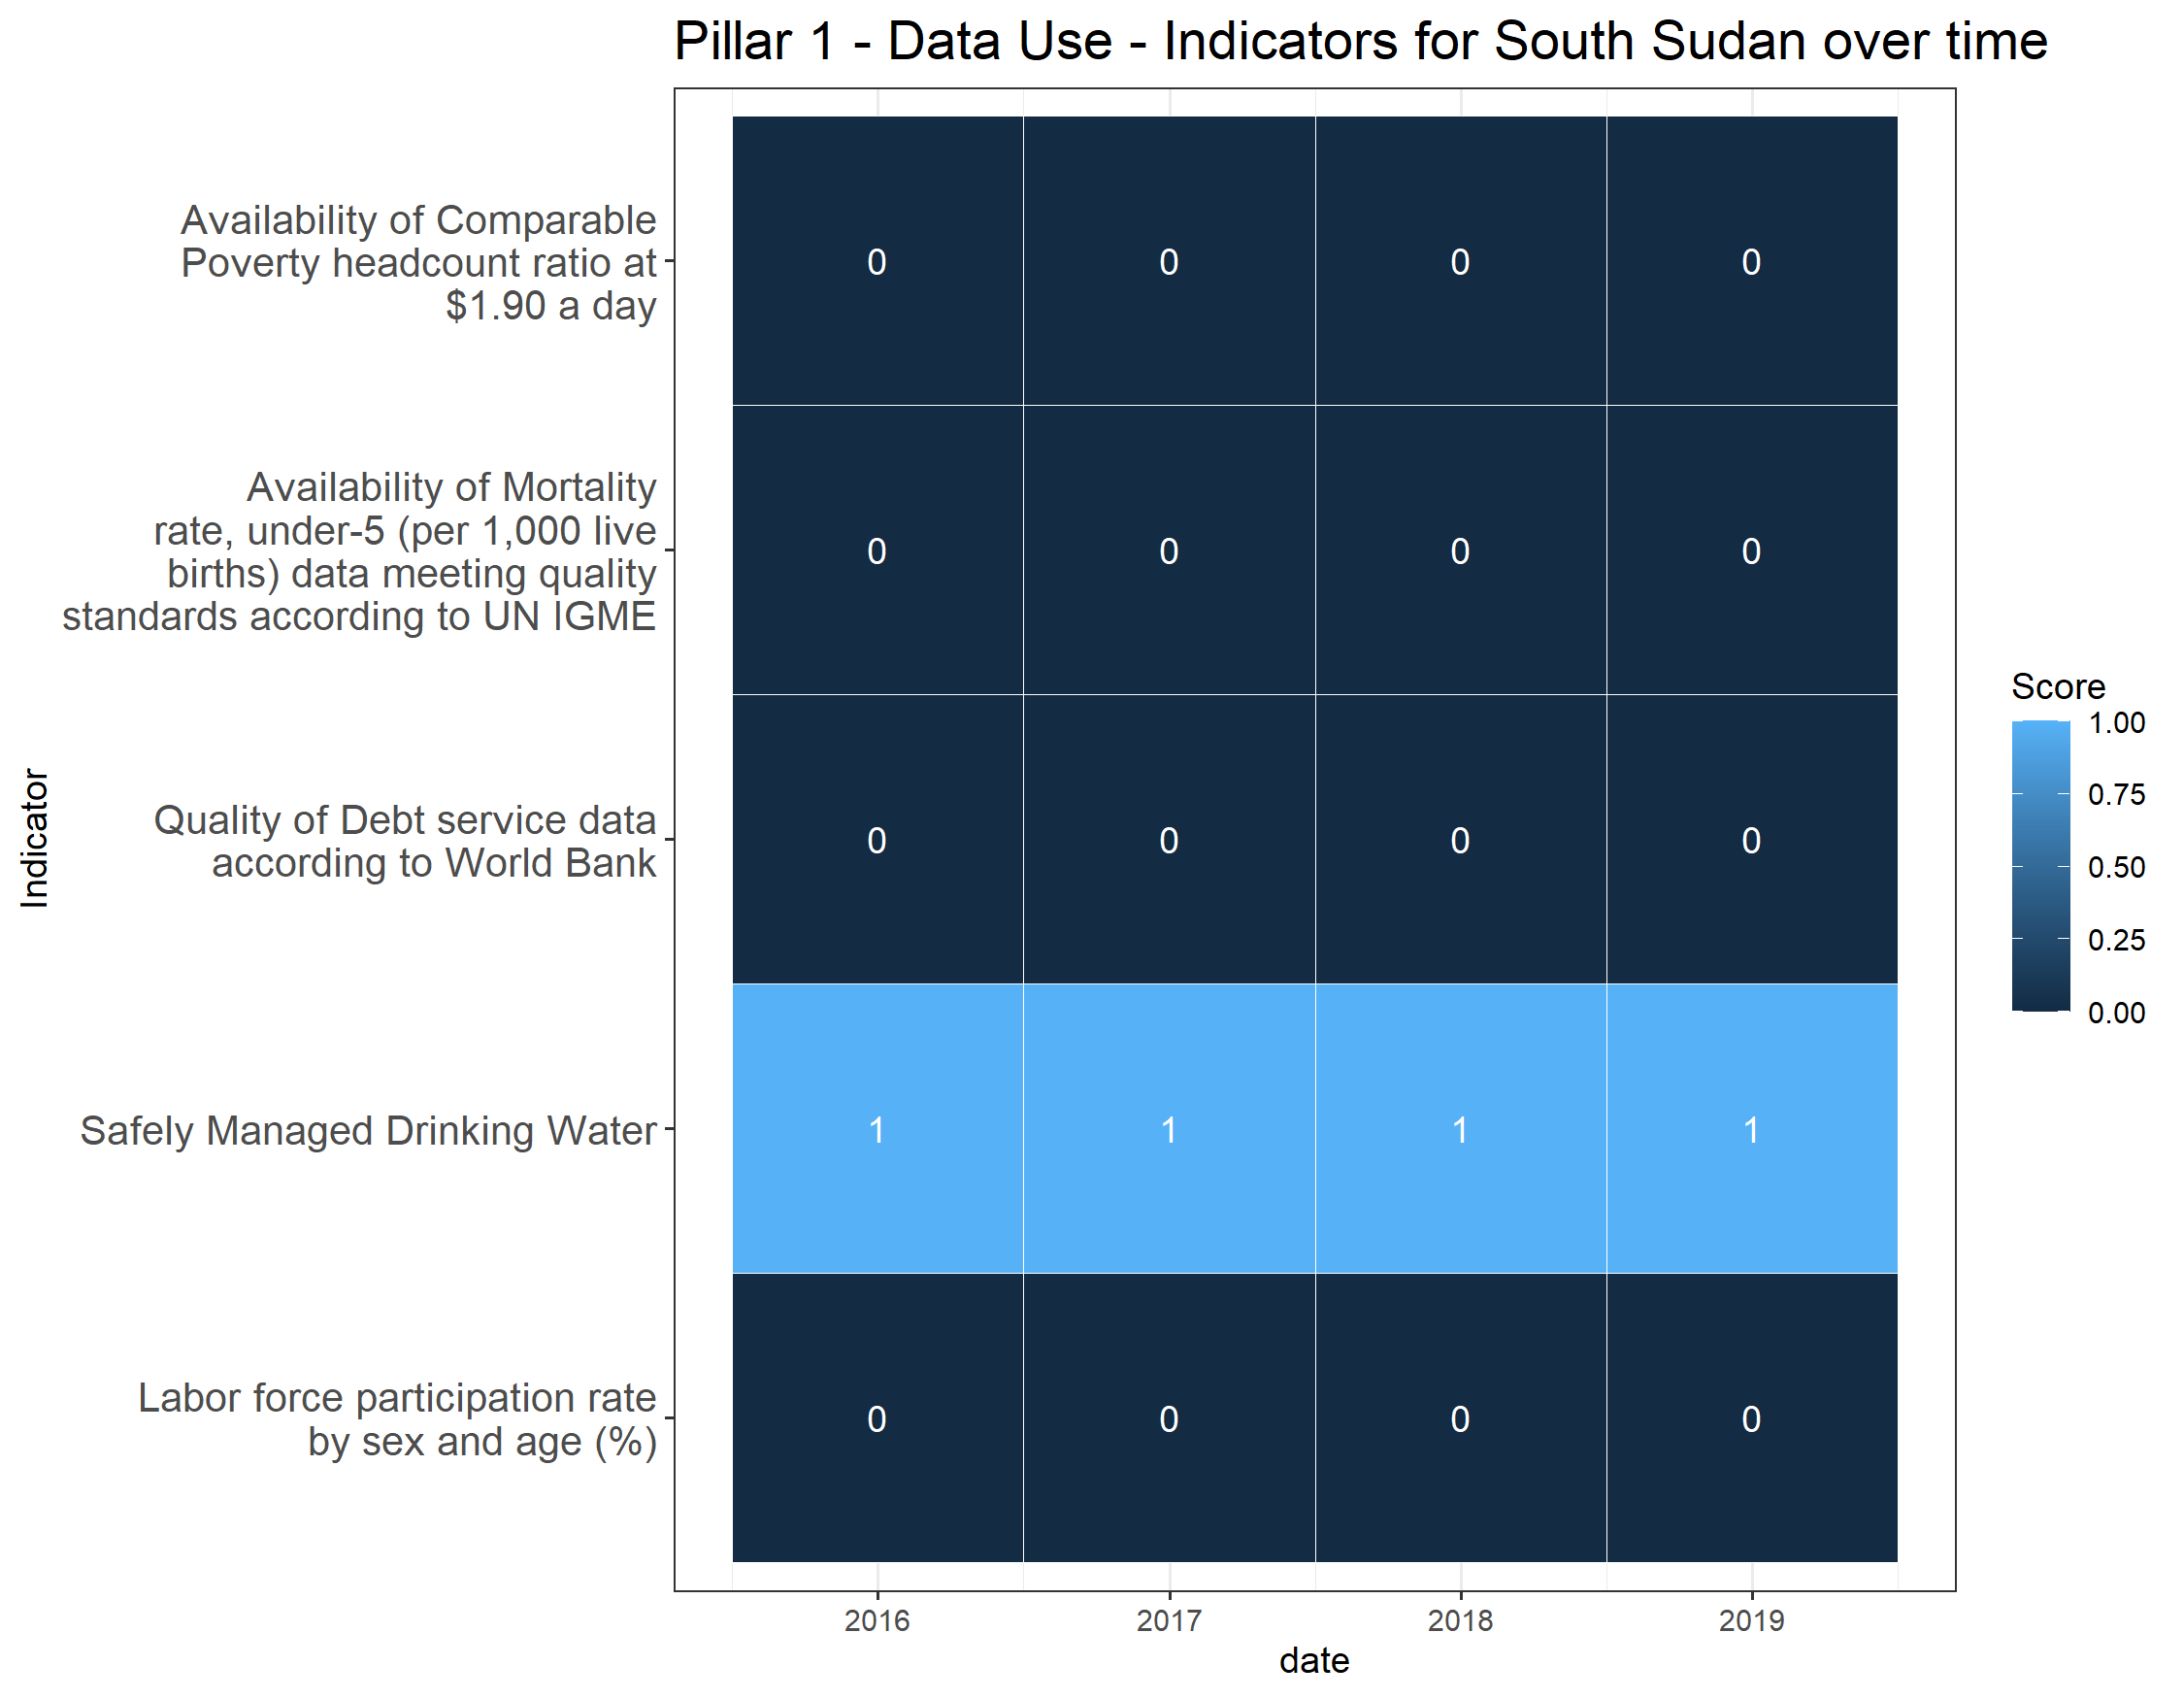 Pillar 1 - Data Use - Indicators for South Sudan over time
Indicator
Availability of Comparable
Poverty headcount ratio at
$1.90 a day
0 0 0 0
Availability of Mortality
rate, under-5 (per 1,000 live
births) data meeting quality
standards according to UN IGME
0 0 0 0
Quality of Debt service data
according to World Bank
0 0 0 0
Safely Managed Drinking Water
1 1 1 1
Labor force participation rate
by sex and age (%)
0 0 0 0
2016 2017 2018 2019
date
Score
1.00
0.75
0.50
0.25
0.00